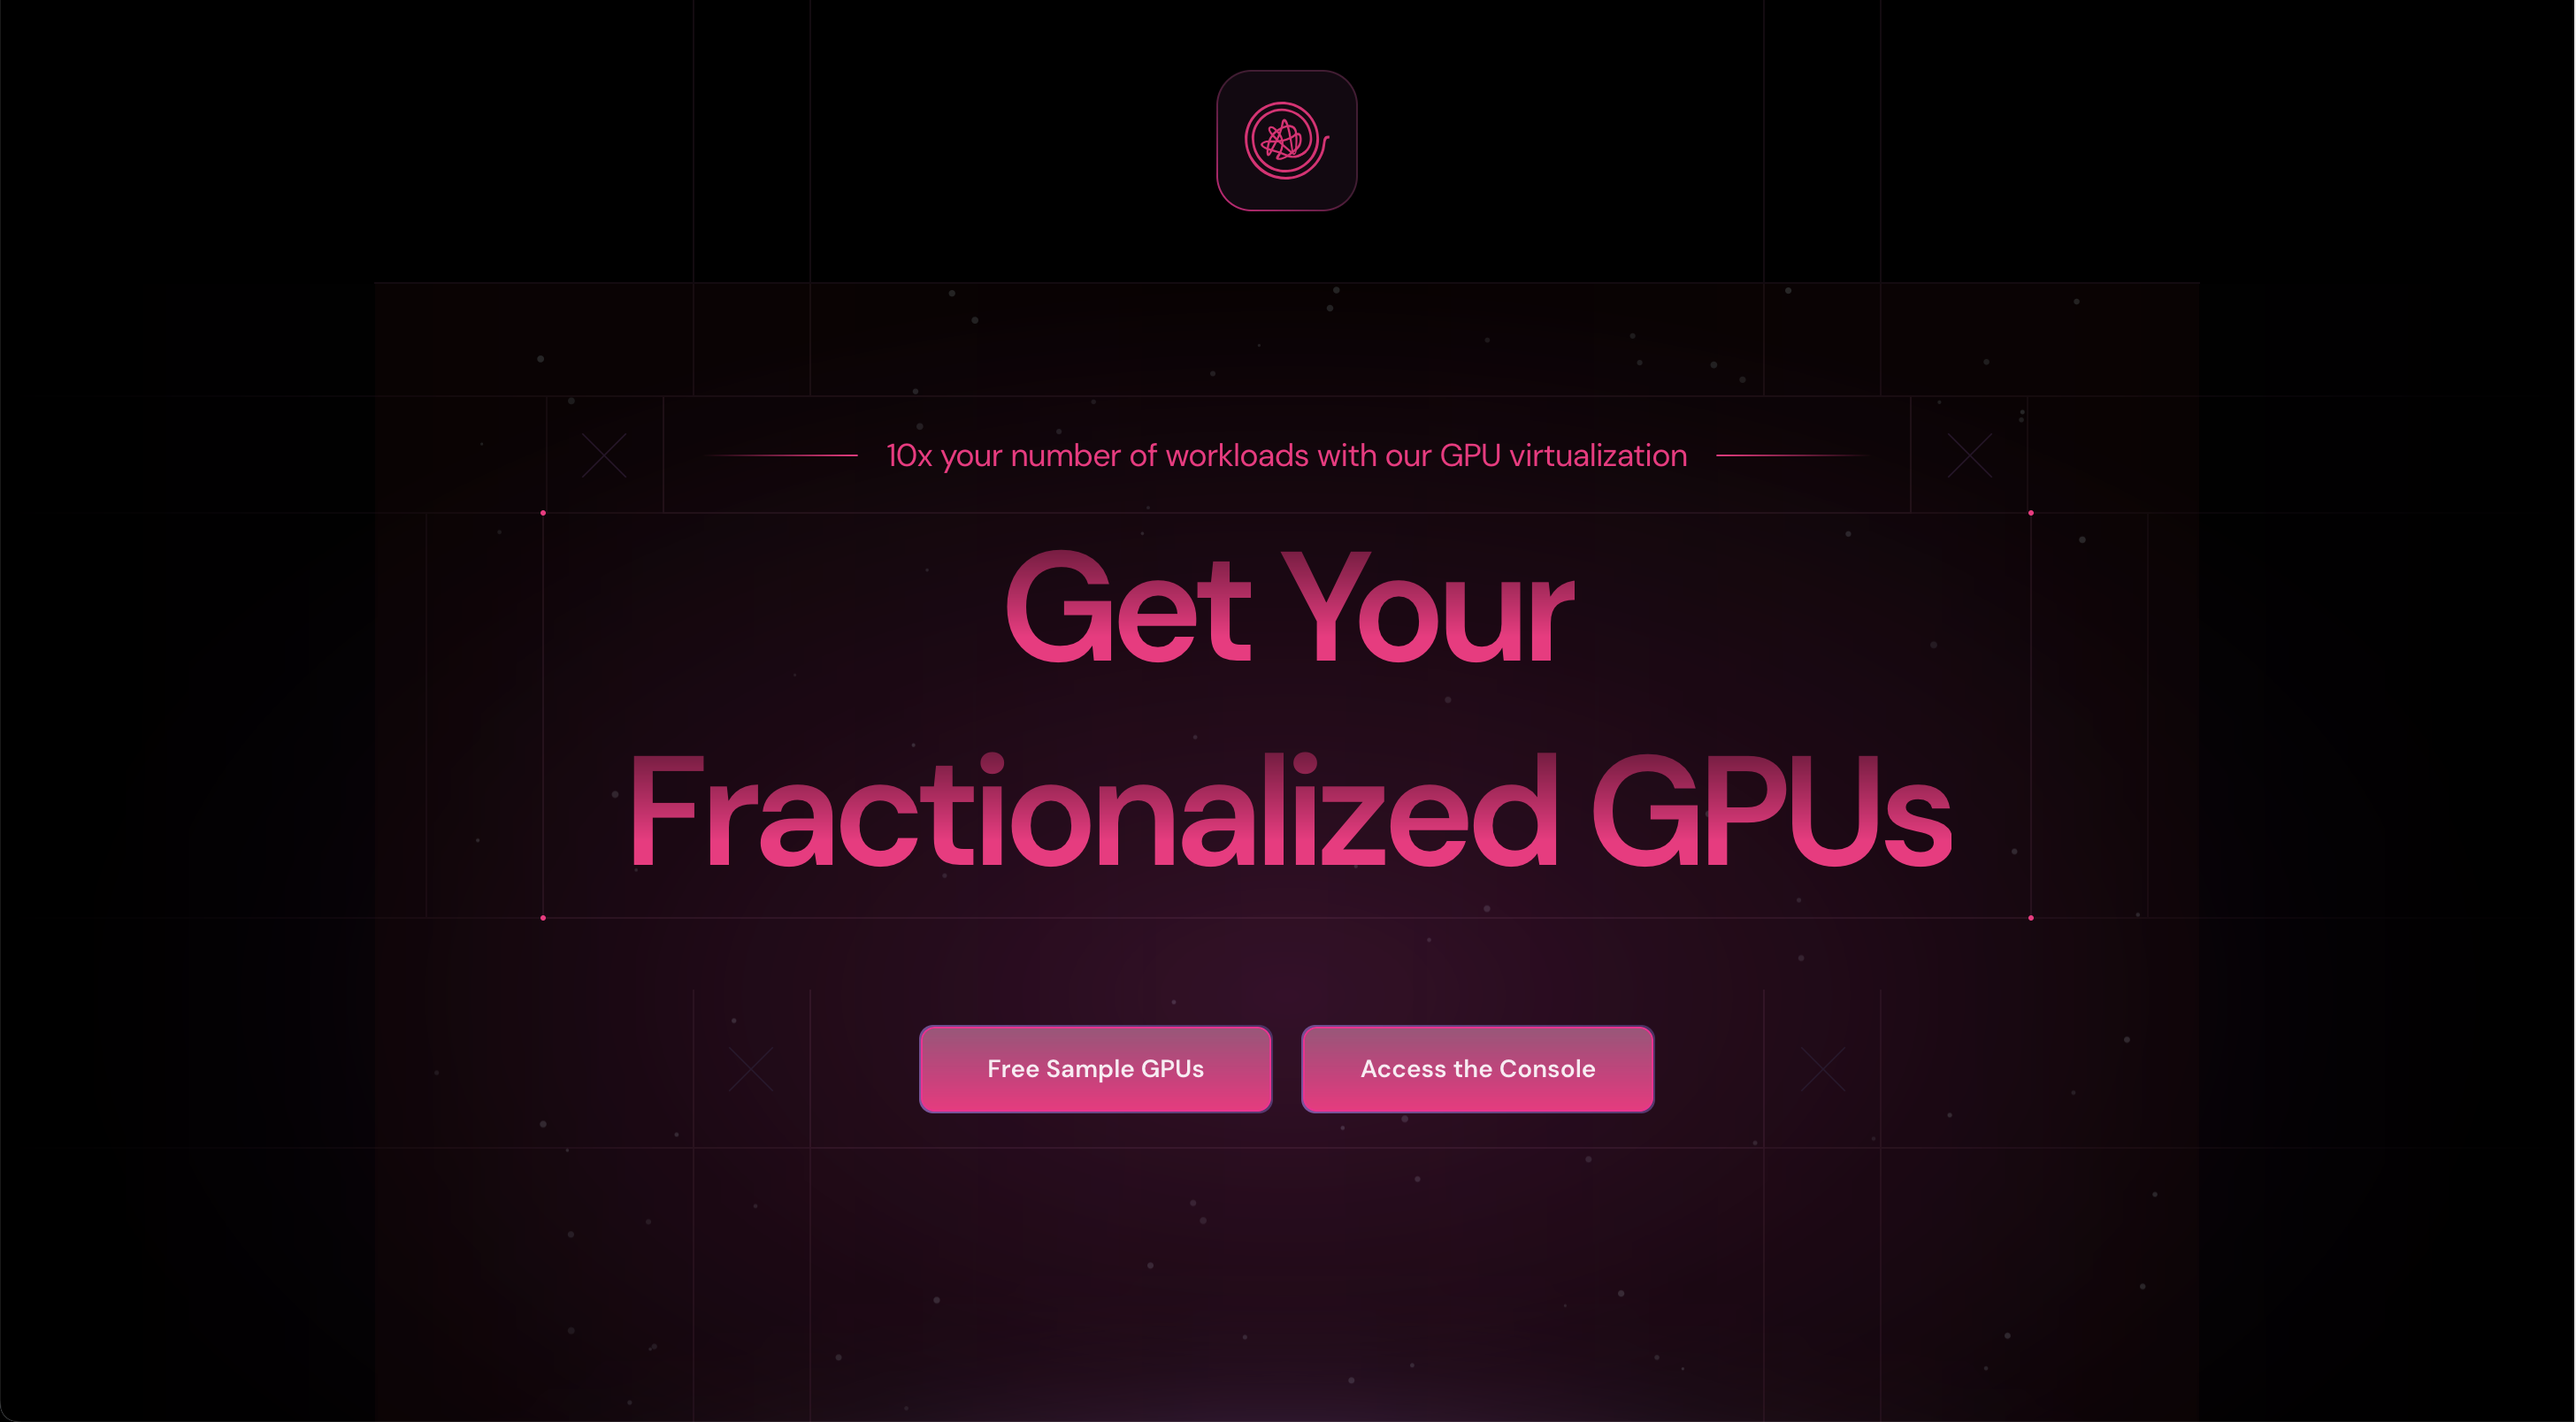 10x your number of workloads with our GPU virtualization
Get Your
Fractionalized GPUs
Free Sample GPUs
Access the Console